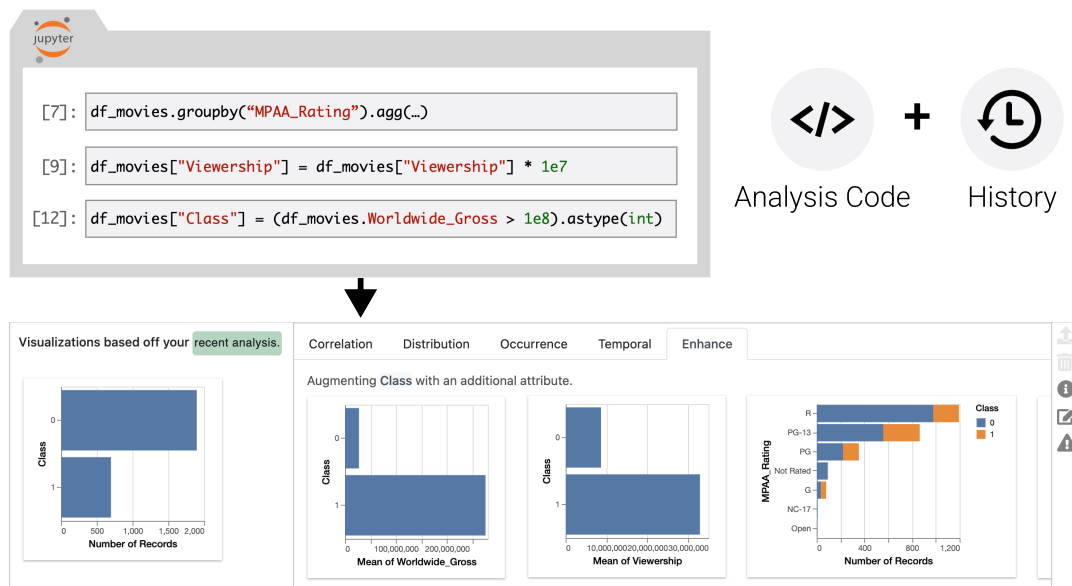 jupyter
[7]: df_movies.groupby(“MPAA_Rating”).agg(…)
[9]: df_movies["Viewership"] = df_movies["Viewership"] * 1e7
[12]: df_movies["Class"] = (df_movies.Worldwide_Gross > 1e8).astype(int)
</>
+
Analysis Code
History
Visualizations based off your recent analysis.
Correlation Distribution Occurrence Temporal Enhance
Augmenting Class with an additional attribute.
Class
0
1
0 500 1,000 1,500 2,000
Number of Records
Class
0
1
0 100,000,000 200,000,000
Mean of Worldwide_Gross
Class
0
1
0 10,000,000 20,000,000 30,000,000
Mean of Viewership
MPAA_Rating
R
PG-13
PG
Not Rated
G
NC-17
Open
0 400 800 1,200
Number of Records
Class
0
1